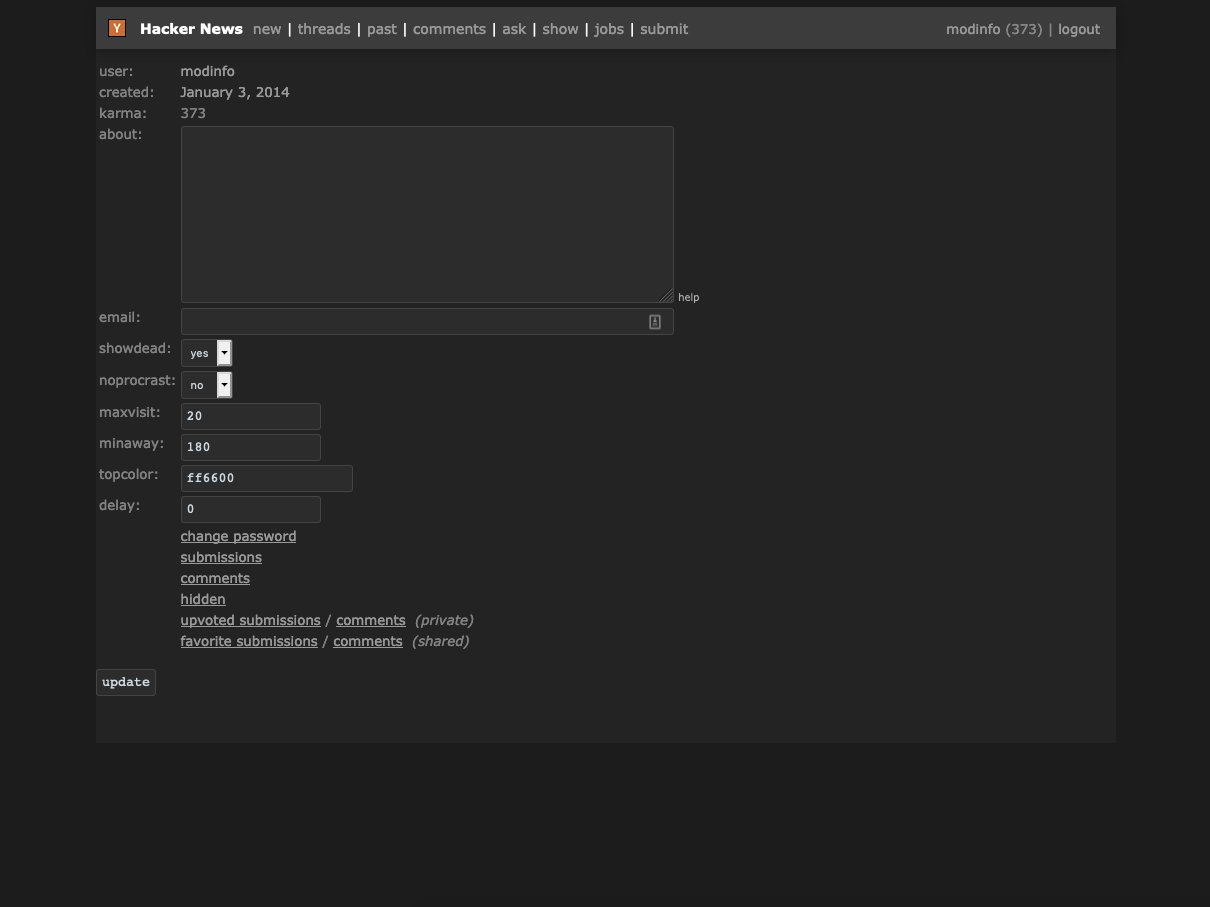 Y Hacker News new | threads | past | comments | ask | show | jobs | submit modinfo (373) | logout
user: modinfo
created: January 3, 2014
karma: 373
about:
help
email:
showdead: yes
noprocrast: no
maxvisit: 20
minaway: 180
topcolor: ff6600
delay: 0
change password
submissions
comments
hidden
upvoted submissions / comments (private)
favorite submissions / comments (shared)
update